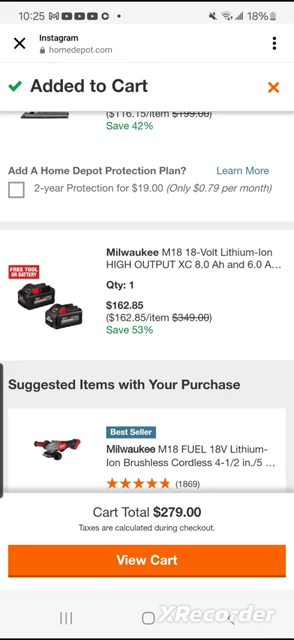 10:25
18%
Instagram
homedepot.com
Added to Cart
($116.15/item $199.00)
Save 42%
Add A Home Depot Protection Plan?
Learn More
2-year Protection for $19.00 (Only $0.79 per month)
FREE TOOL
OR BATTERY
Milwaukee M18 18-Volt Lithium-Ion
HIGH OUTPUT XC 8.0 Ah and 6.0 A...
Qty: 1
$162.85
($162.85/item $349.00)
Save 53%
Suggested Items with Your Purchase
Best Seller
Milwaukee M18 FUEL 18V Lithium-
Ion Brushless Cordless 4-1/2 in./5 ...
(1869)
Cart Total $279.00
Taxes are calculated during checkout.
View Cart
XRecorder